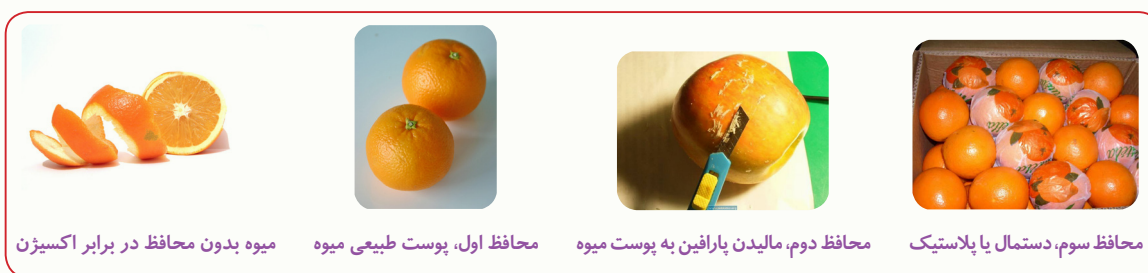 محافظ سوم، دستمال یا پلاستیک
محافظ دوم، مالیدن پارافین به پوست میوه
محافظ اول، پوست طبیعی میوه
میوه بدون محافظ در برابر اکسیژن